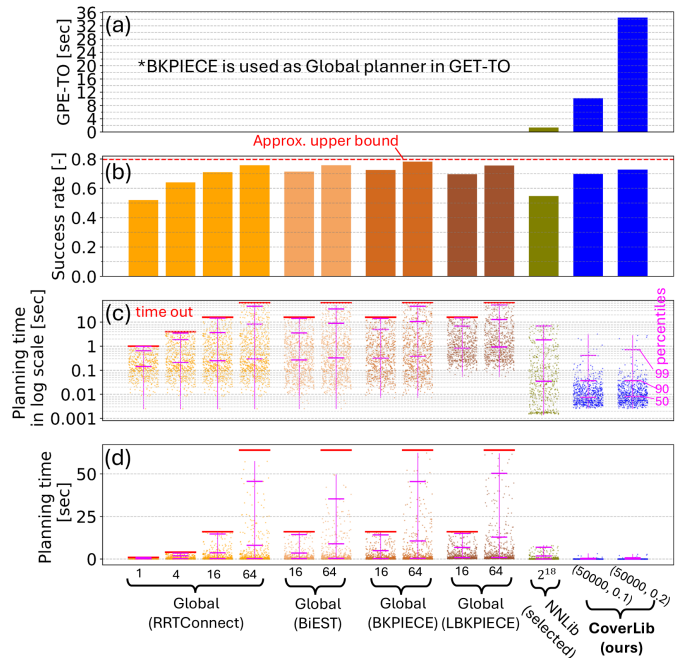 (a)
GPE-TO [sec]
36
32
28
24
20
16
12
8
4
0
*BKPIECE is used as Global planner in GET-TO
Approx. upper bound
(b)
Success rate [-]
0.8
0.6
0.4
0.2
0.0
(c)
time out
Planning time
in log scale [sec]
10
1
0.1
0.01
0.001
percentiles
99
90
50
(d)
Planning time
[sec]
50
25
0
1 4 16 64 16 64 16 64 16 64 2^18 (50000, 0.1) (50000, 0.2)
Global
(RRTConnect)
Global
(BiEST)
Global
(BKPIECE)
Global
(LBKPIECE)
NNLib
(selected)
CoverLib
(ours)